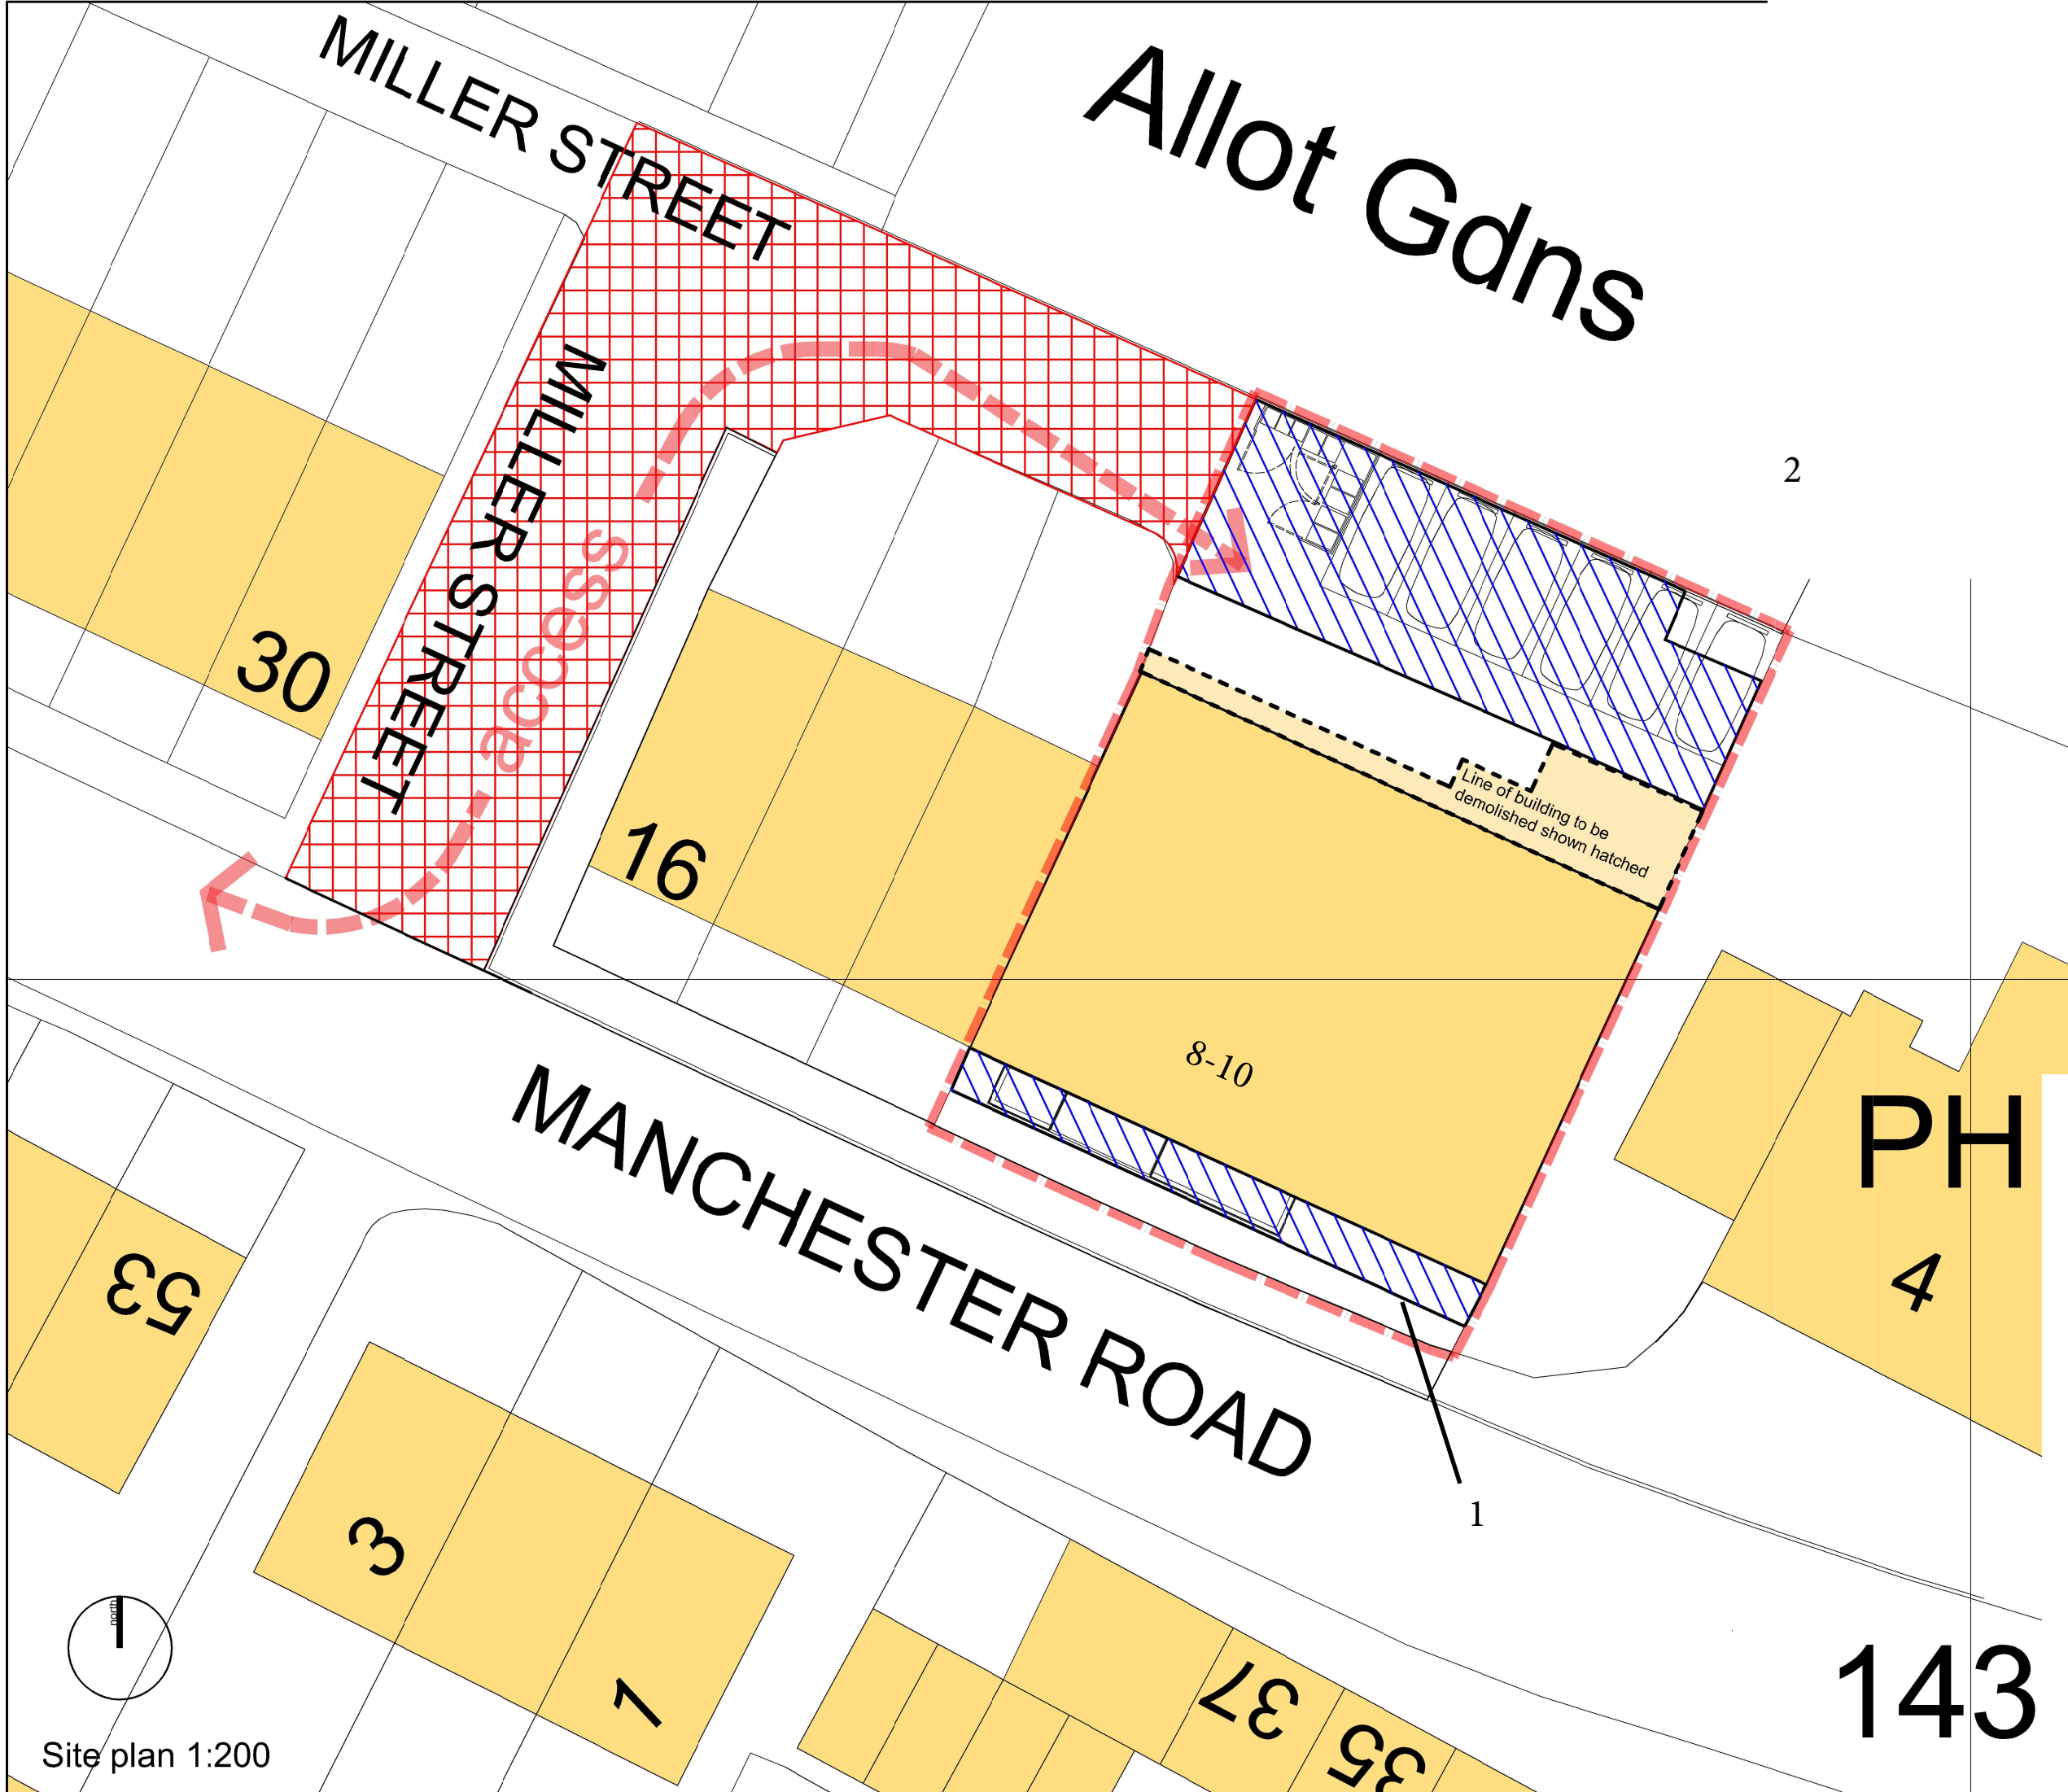 MILLER STREET
Allot Gdns
MILLER STREET
access
2
30
16
Line of building to be
demolished shown hatched
8-10
PH
4
MANCHESTER ROAD
53
3
1
1
37
35
143
north
Site plan 1:200